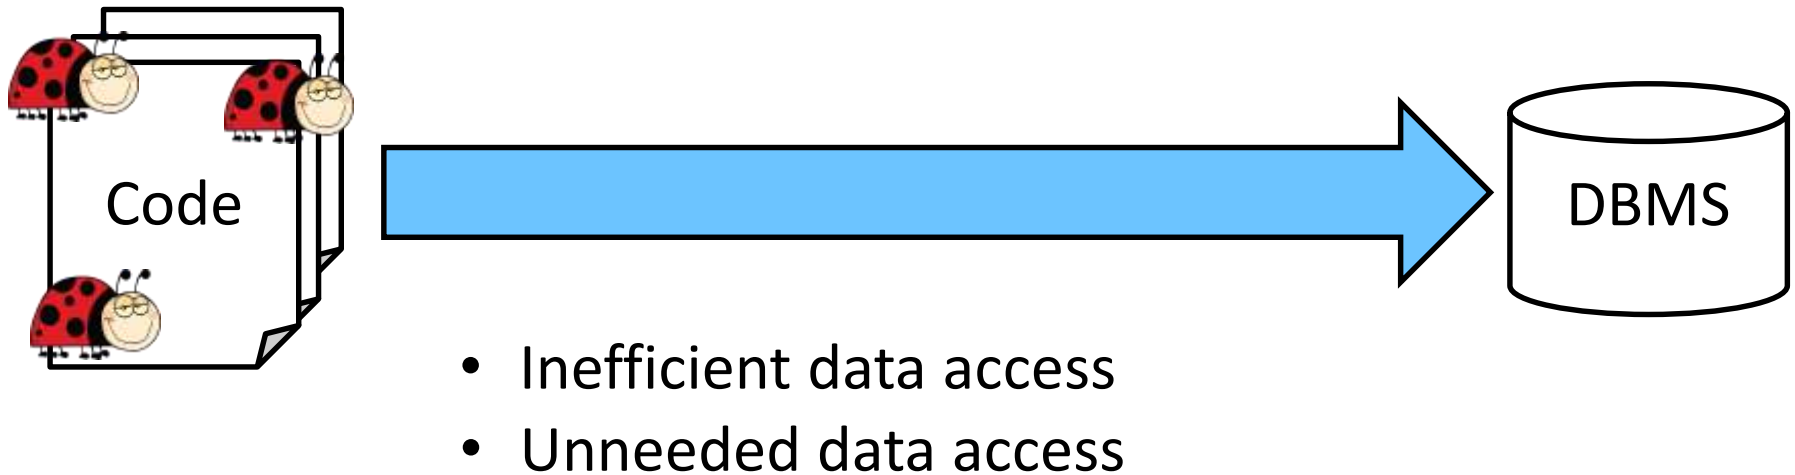 Code
DBMS
• Inefficient data access
• Unneeded data access